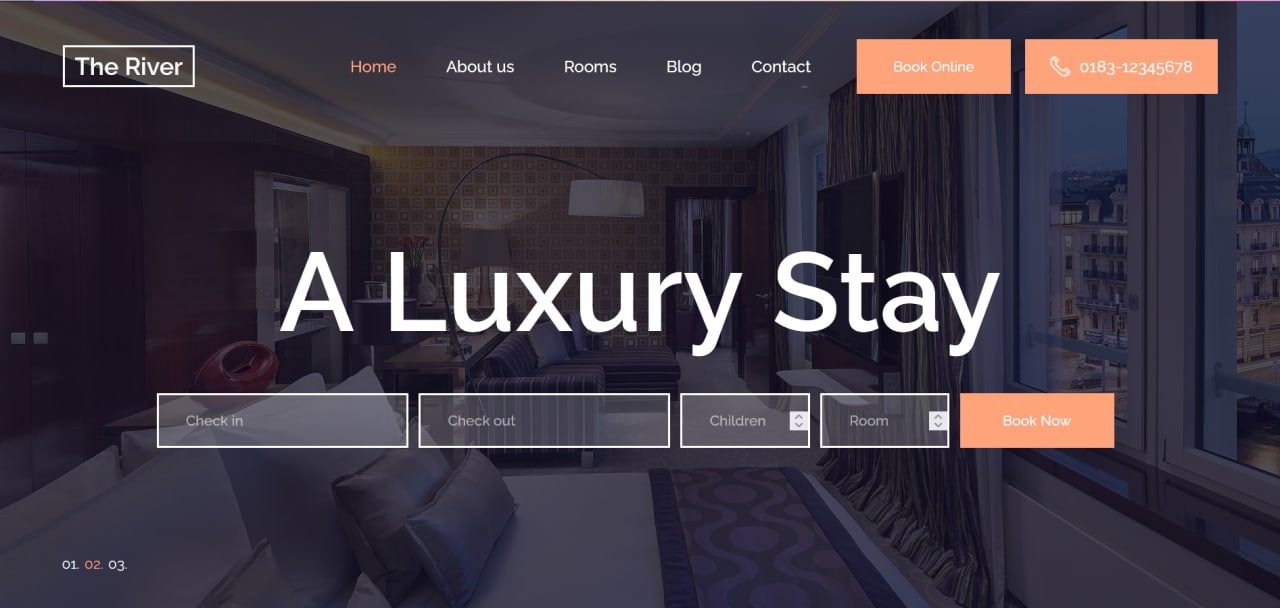 The River
Home About us Rooms Blog Contact Book Online 0183-12345678
A Luxury Stay
Check in Check out Children Room Book Now
01. 02. 03.